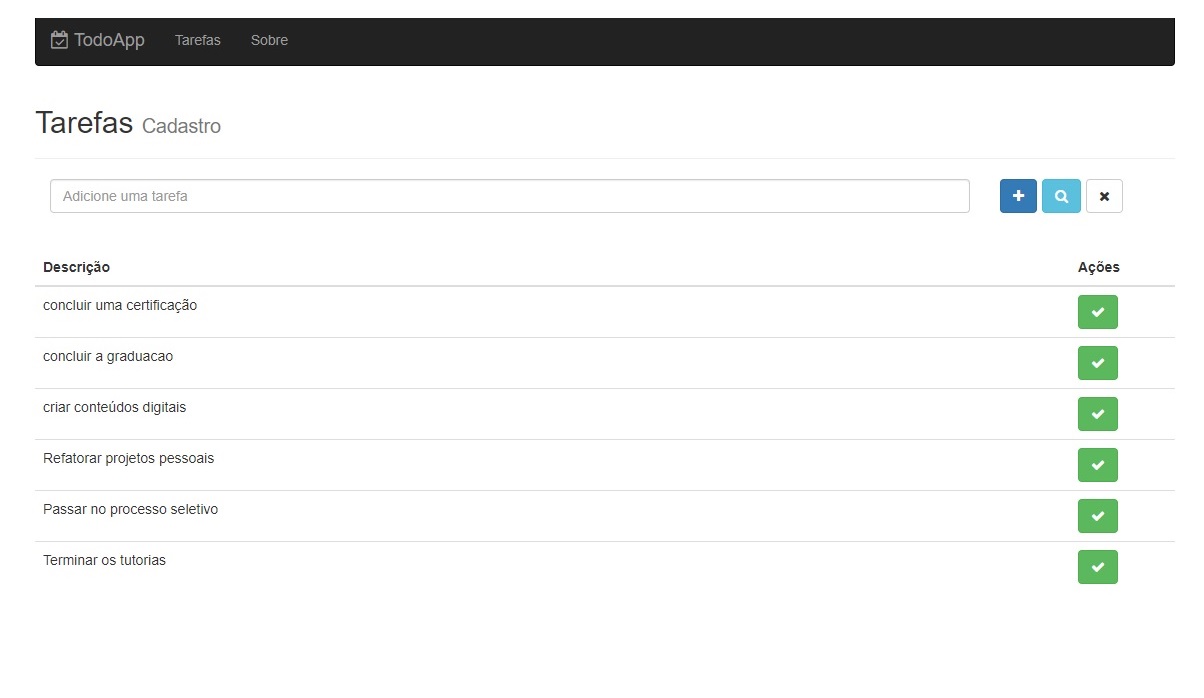 TodoApp Tarefas Sobre
Tarefas Cadastro
Adicione uma tarefa
Descrição Ações
concluir uma certificação
concluir a graduacao
criar conteúdos digitais
Refatorar projetos pessoais
Passar no processo seletivo
Terminar os tutorias